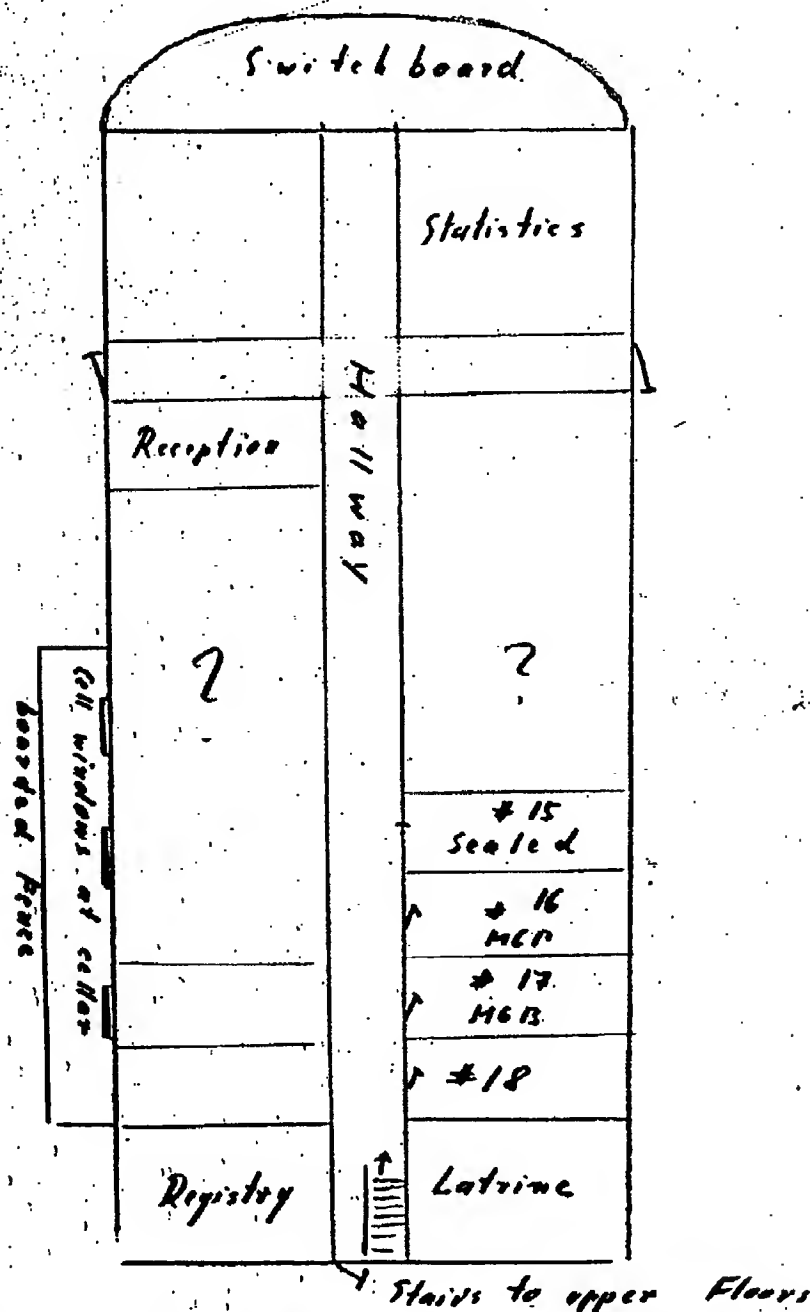 Switch board
Statistics
Hallway
Reception
?
?
# 15
Sealed
# 16
MGB
# 17
MGB
# 18
Cell windows at cellar
boarded Fence
Registry
Latrine
Stairs to upper Floors